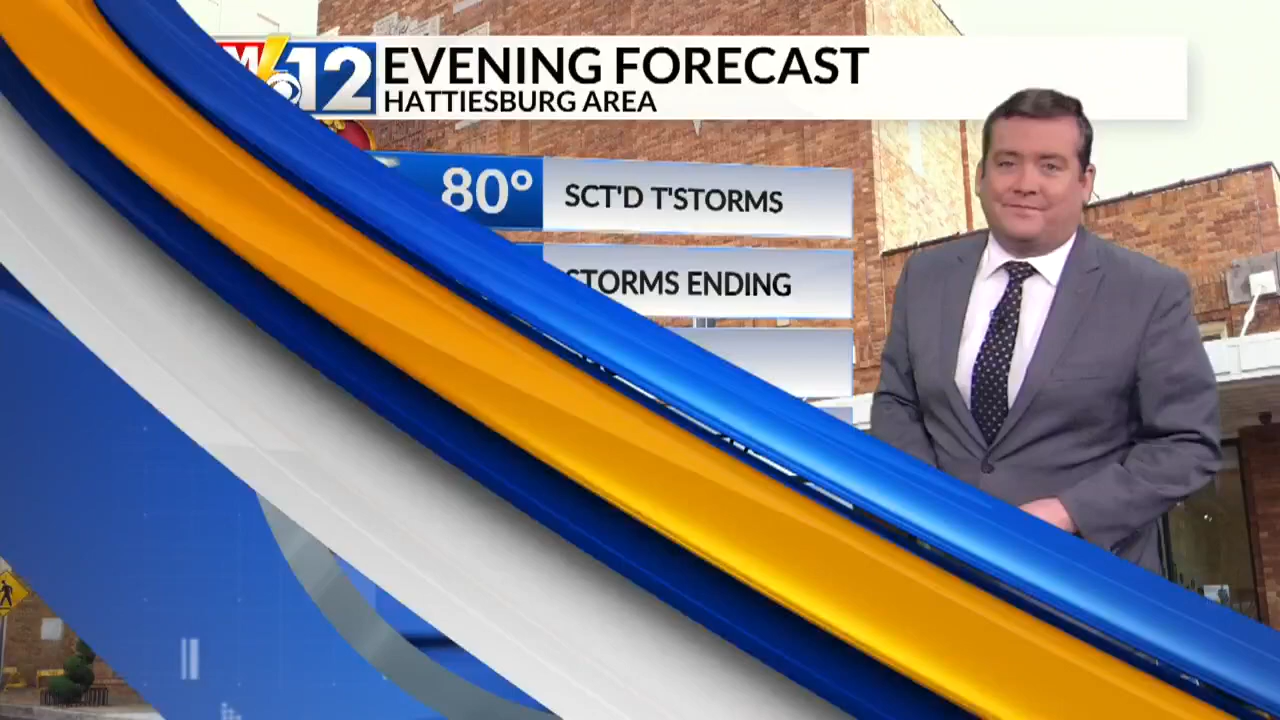 12
EVENING FORECAST
HATTIESBURG AREA
80° SCT'D T'STORMS
STORMS ENDING